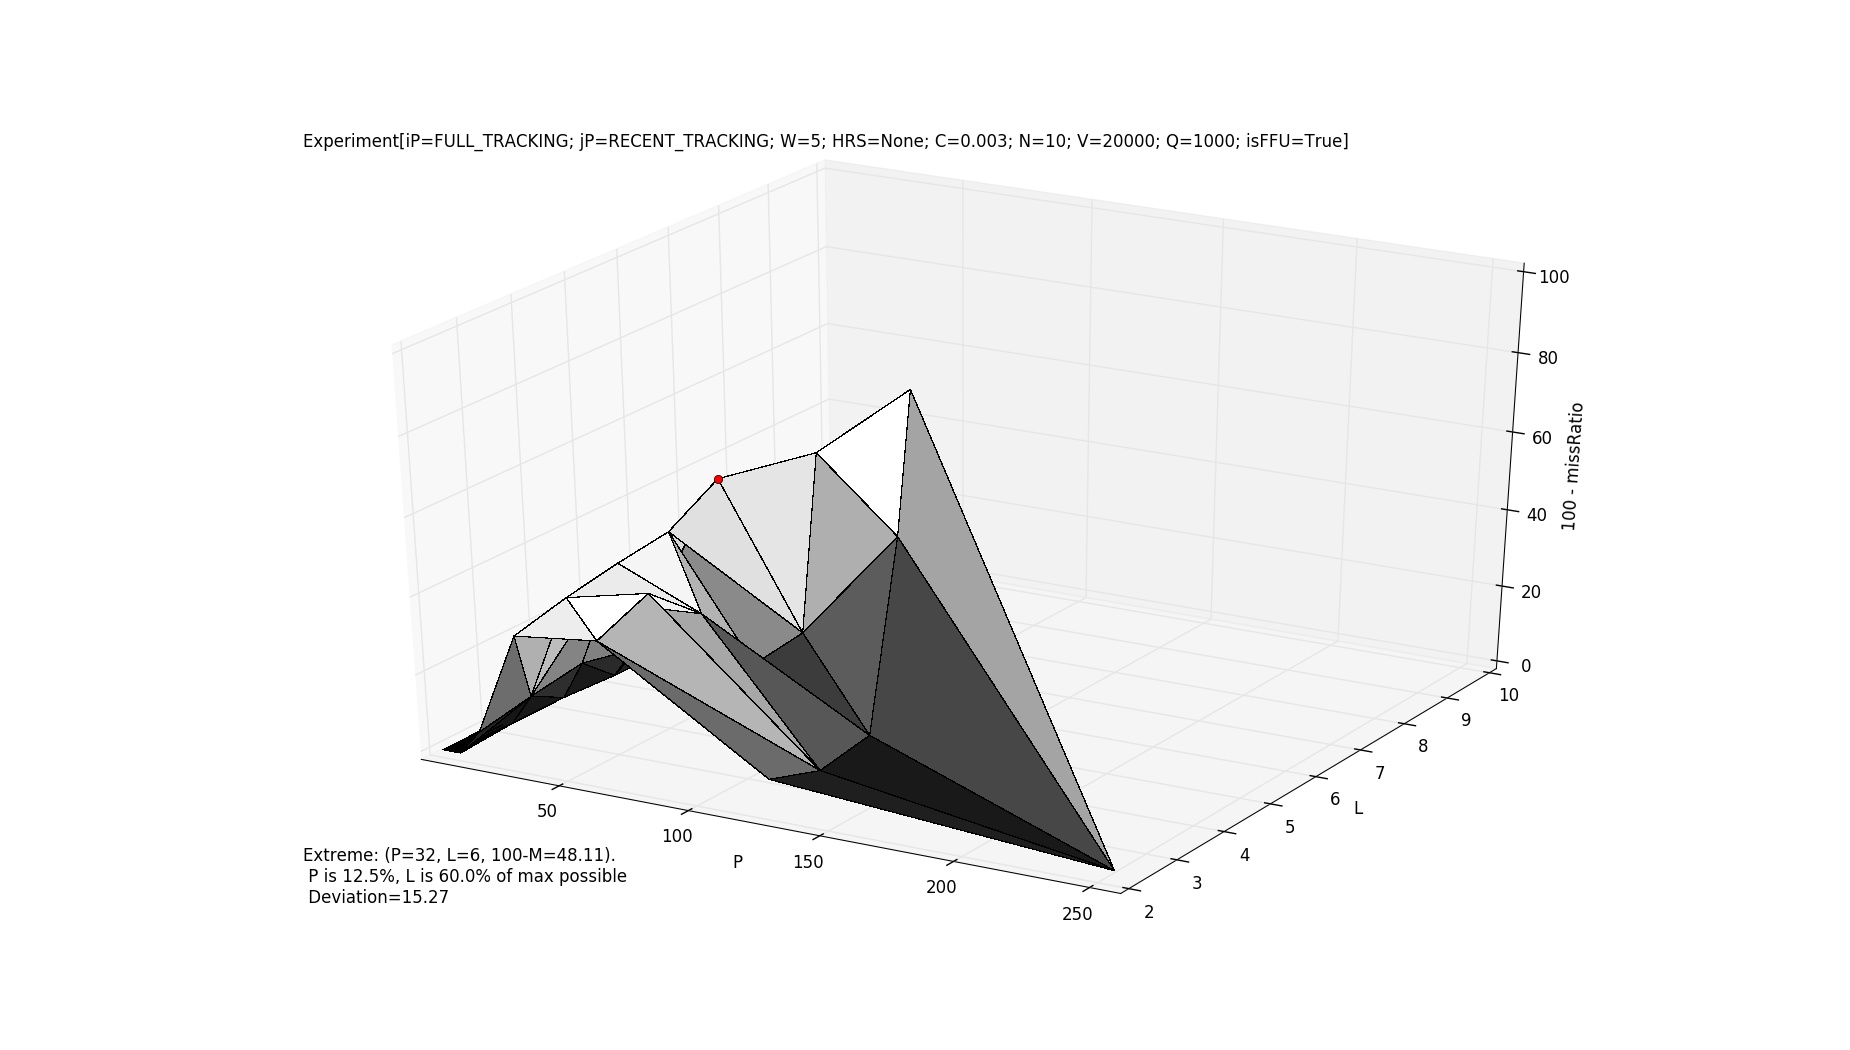 Experiment[iP=FULL_TRACKING; jP=RECENT_TRACKING; W=5; HRS=None; C=0.003; N=10; V=20000; Q=1000; isFFU=True]
100
80
60
40
20
0
100 - missRatio
10
9
8
7
6
5
4
3
2
L
50
100
150
200
250
P
Extreme: (P=32, L=6, 100-M=48.11).
P is 12.5%, L is 60.0% of max possible
Deviation=15.27